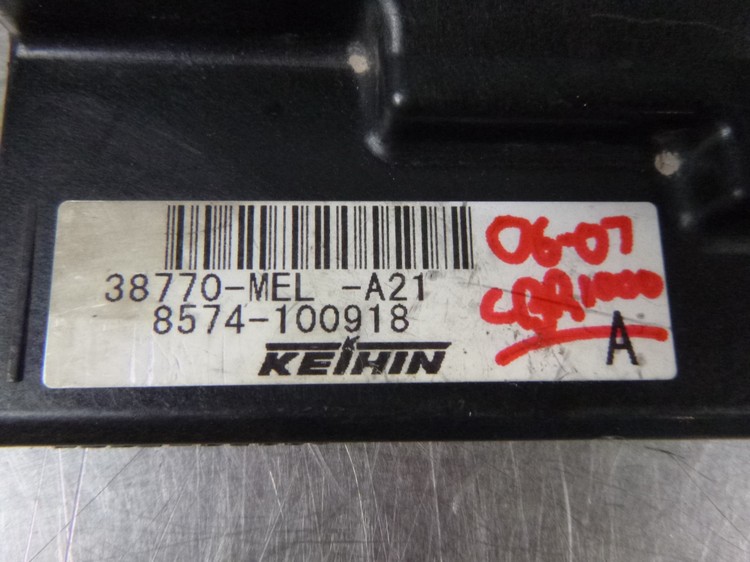 38770-MEL -A21
8574-100918
KEIHIN
06-07
CBR1000
A